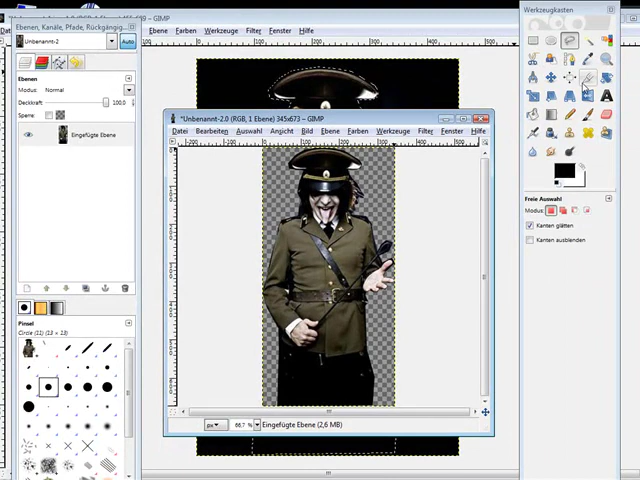 GIMP
Ebenen, Kanäle, Pfade, Rückgängig...
Unbenannt-2
Auto
Ebenen
Modus: Normal
Deckkraft: 100,0
Sperre:
Eingefügte Ebene
Pinsel
Circle (11) (13 × 13)
Ebene Farben Werkzeuge Filter Fenster Hilfe
*Unbenannt-2.0 (RGB, 1 Ebene) 345x673 – GIMP
Datei Bearbeiten Auswahl Ansicht Bild Ebene Farben Werkzeuge Filter Fenster Hilfe
px 66,7 % Eingefügte Ebene (2,6 MB)
Werkzeugkasten
Freie Auswahl
Modus:
Kanten glätten
Kanten ausblenden